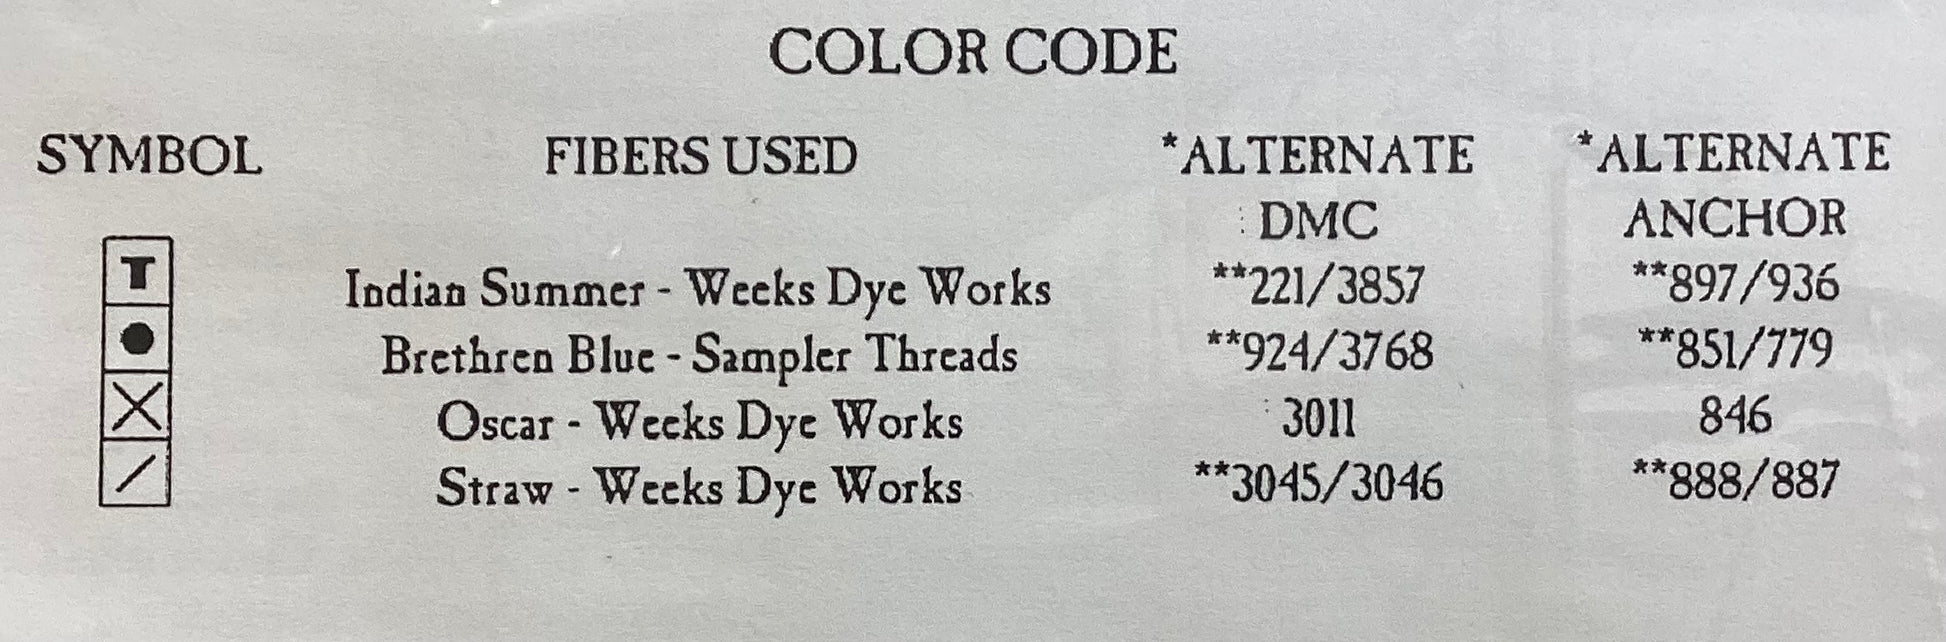 COLOR CODE
SYMBOL FIBERS USED *ALTERNATE *ALTERNATE
DMC ANCHOR
T Indian Summer - Weeks Dye Works **221/3857 **897/936
● Brethren Blue - Sampler Threads **924/3768 **851/779
X Oscar - Weeks Dye Works 3011 846
/ Straw - Weeks Dye Works **3045/3046 **888/887